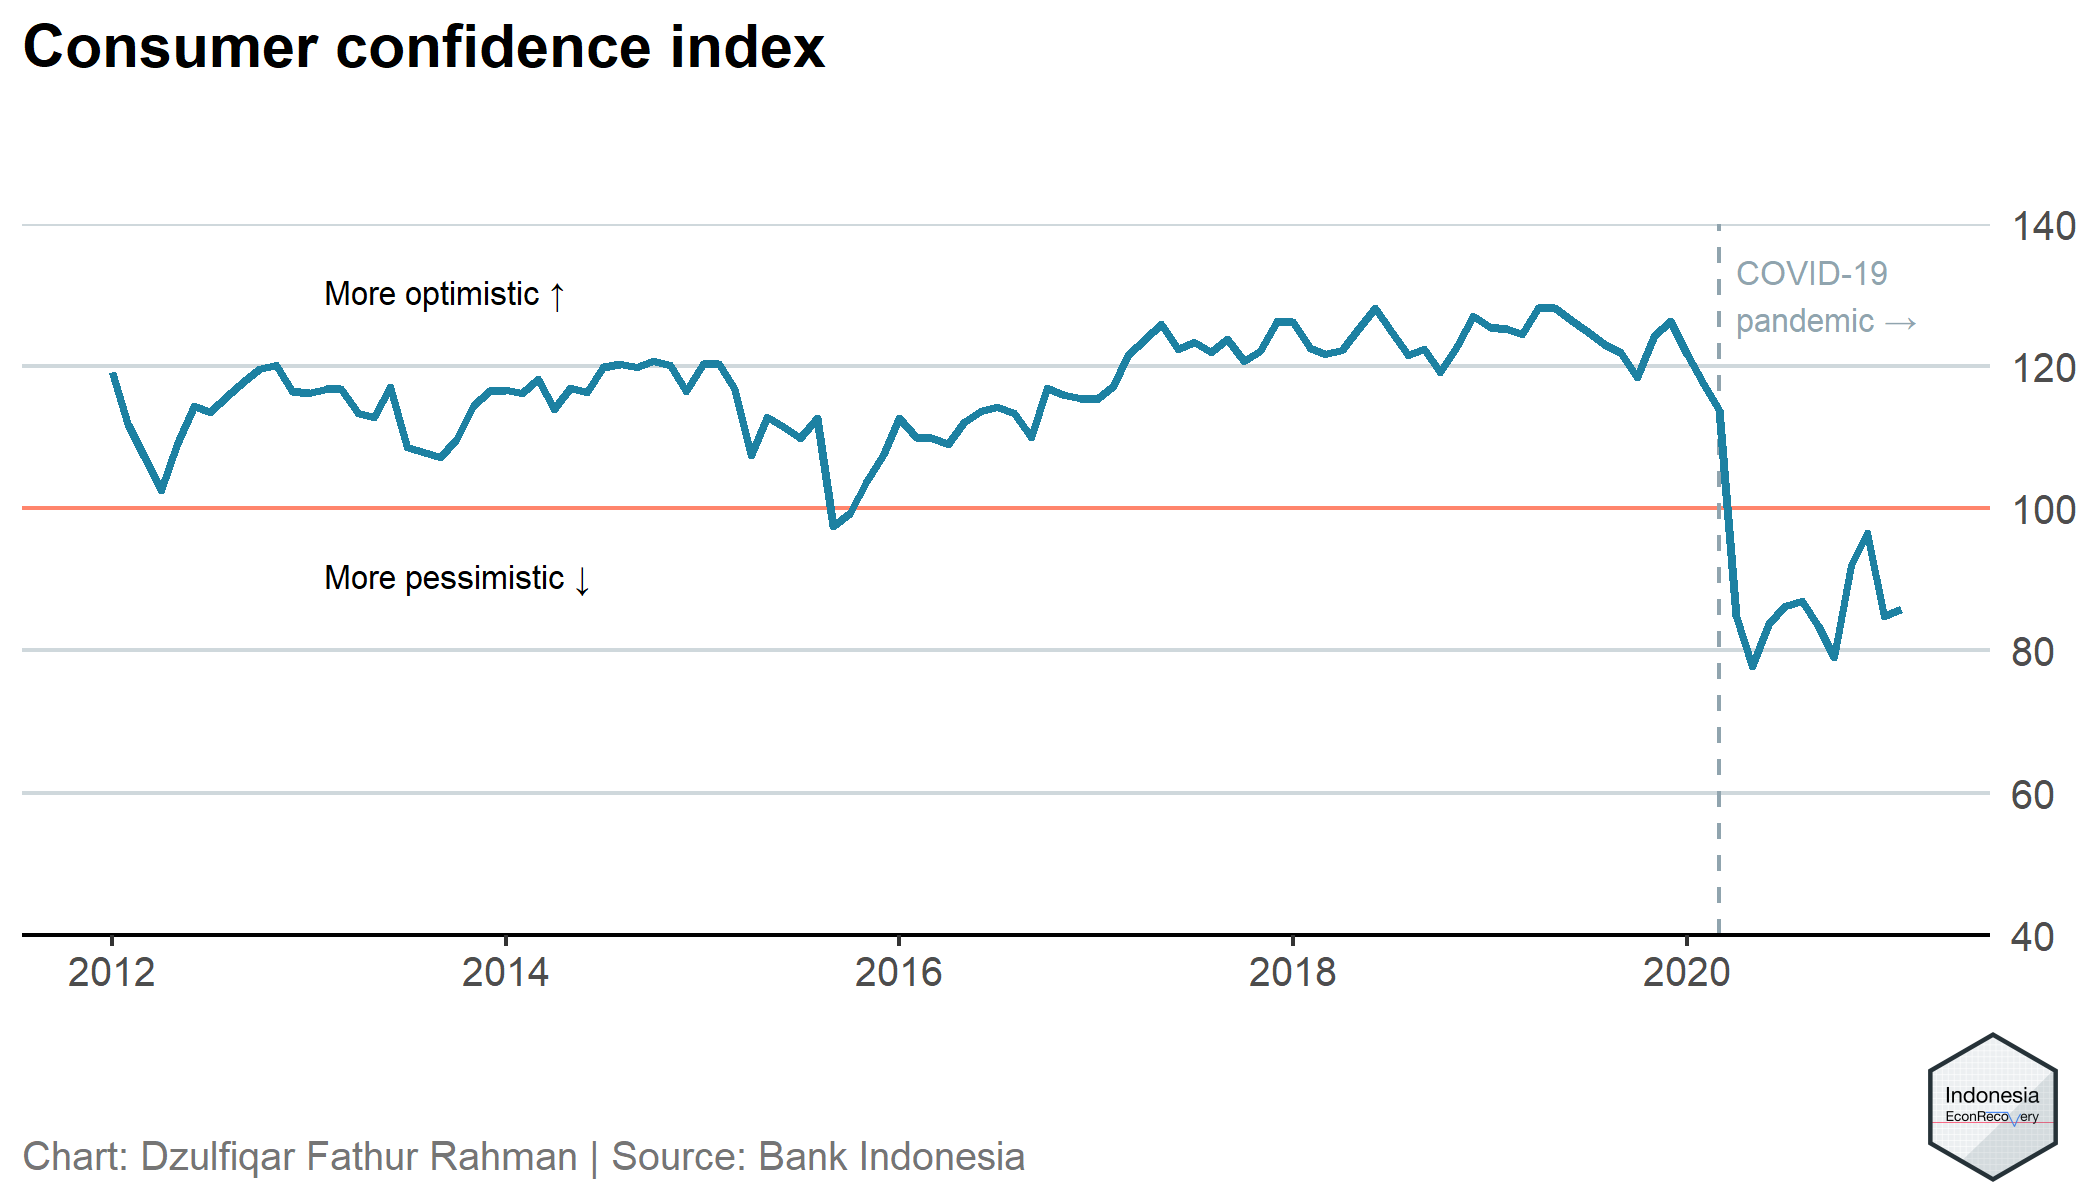 Consumer confidence index
140
More optimistic ↑
COVID-19
pandemic →
120
100
More pessimistic ↓
80
60
40
2012 2014 2016 2018 2020
Indonesia
EconRecovery
Chart: Dzulfiqar Fathur Rahman | Source: Bank Indonesia